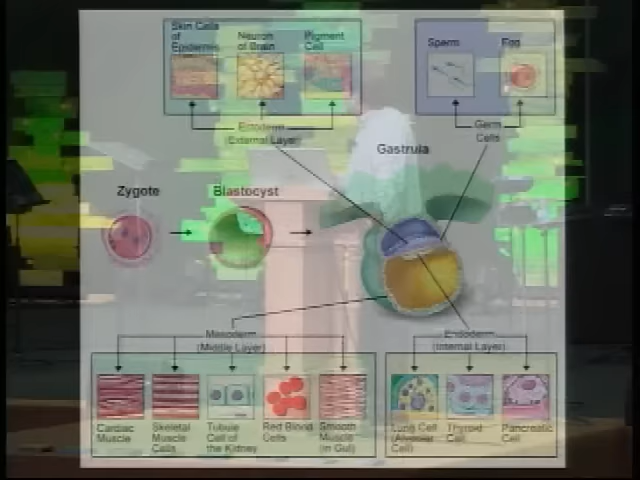 Skin Cells
of
Epidermis
Neuron
of Brain
Pigment
Cell
Sperm
Egg
Ectoderm
(External Layer)
Germ
Cells
Gastrula
Zygote
Blastocyst
Mesoderm
(Middle Layer)
Endoderm
(Internal Layer)
Cardiac
Muscle
Skeletal
Muscle
Cells
Tubule
Cell of
the Kidney
Red Blood
Cells
Smooth
Muscle
(in Gut)
Lung Cell
(Alveolar
Cell)
Thyroid
Cell
Pancreatic
Cell